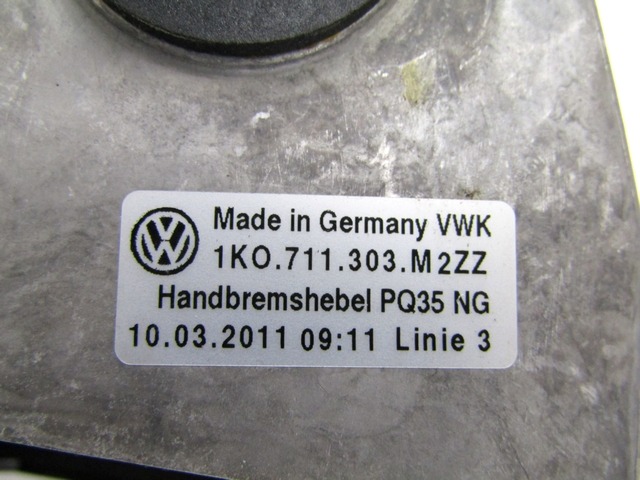 Made in Germany VWK
1KO.711.303.M2ZZ
Handbremshebel PQ35 NG
10.03.2011 09:11 Linie 3